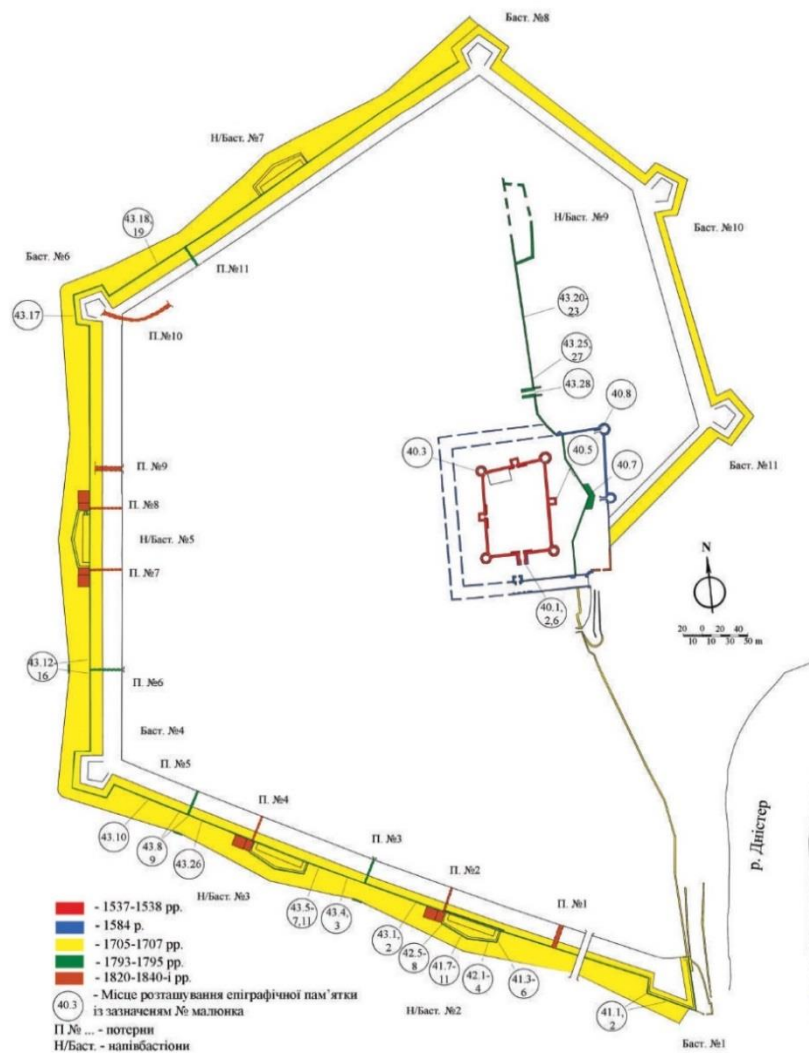 Баст. №8
Н/Баст. №7
43.18,
19
Н/Баст. №9
Баст. №10
Баст. №6
П.№11
43.17
П.№10
43.20-
23
43.25,
27
43.28
40.8
40.3
40.5
40.7
Баст. №11
П. №9
П. №8
Н/Баст. №5
П. №7
40.1,
2,6
N
20 0 20 40
10 10 30 50 m
43.12-
16
П. №6
Баст. №4
П. №5
П. №4
П. №3
П. №2
П. №1
р. Дністер
43.10
43.8
9
43.26
Н/Баст. №3
43.5-
7,11
43.4,
3
43.1,
2
42.5-
8
41.7-
11
42.1-
4
41.3-
6
41.1,
2
Н/Баст. №2
Баст. №1
- 1537-1538 рр.
- 1584 р.
- 1705-1707 рр.
- 1793-1795 рр.
- 1820-1840-і рр.
40.3 - Місце розташування епіграфічної пам'ятки
із зазначеням № малюнка
П № ... - потерни
Н/Баст. - напівбастіони